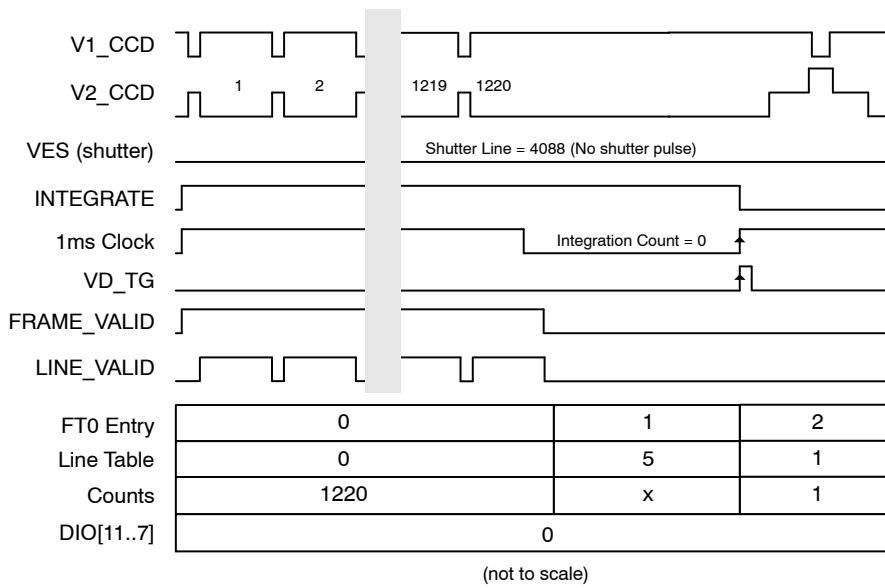 V1_CCD
V2_CCD 1 2 1219 1220
VES (shutter) Shutter Line = 4088 (No shutter pulse)
INTEGRATE
1ms Clock Integration Count = 0
VD_TG
FRAME_VALID
LINE_VALID
FT0 Entry 0 1 2
Line Table 0 5 1
Counts 1220 x 1
DIO[11..7] 0
(not to scale)